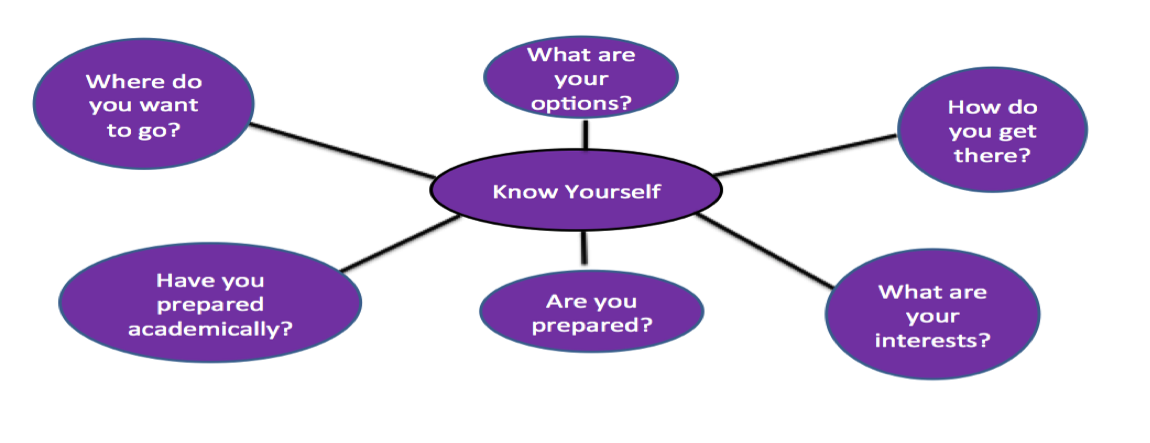 Where do
you want
to go?
What are
your
options?
How do
you get
there?
Know Yourself
Have you
prepared
academically?
Are you
prepared?
What are
your
interests?